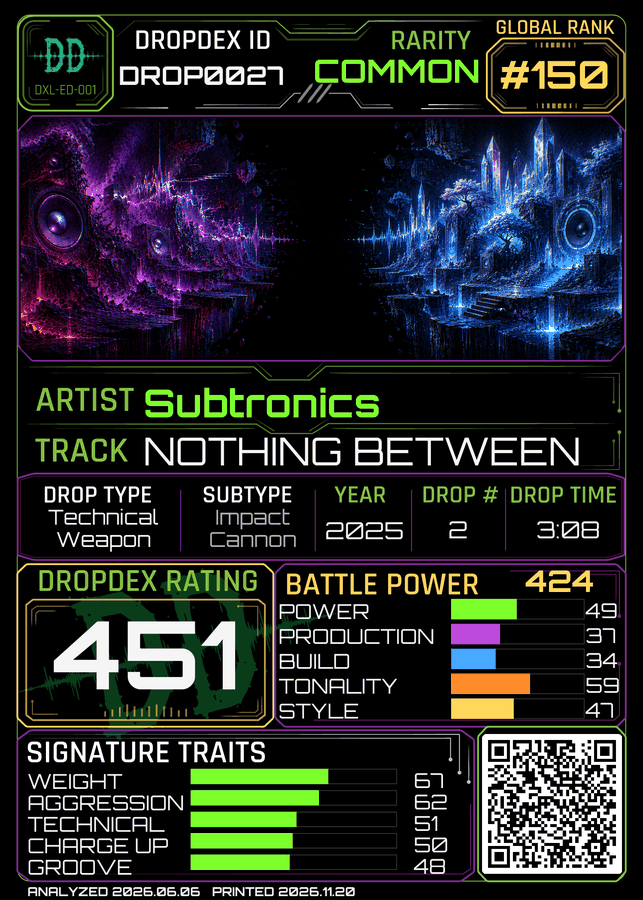 DD
DXL-ED-001
DROPDEX ID
DROP0027
RARITY
COMMON
GLOBAL RANK
#150
ARTIST Subtronics
TRACK NOTHING BETWEEN
DROP TYPE
Technical
Weapon
SUBTYPE
Impact
Cannon
YEAR
2025
DROP #
2
DROP TIME
3:08
DROPDEX RATING
451
BATTLE POWER 424
POWER 49
PRODUCTION 37
BUILD 34
TONALITY 59
STYLE 47
SIGNATURE TRAITS
WEIGHT 67
AGGRESSION 62
TECHNICAL 51
CHARGE UP 50
GROOVE 48
ANALYZED 2026.06.06 PRINTED 2026.11.20